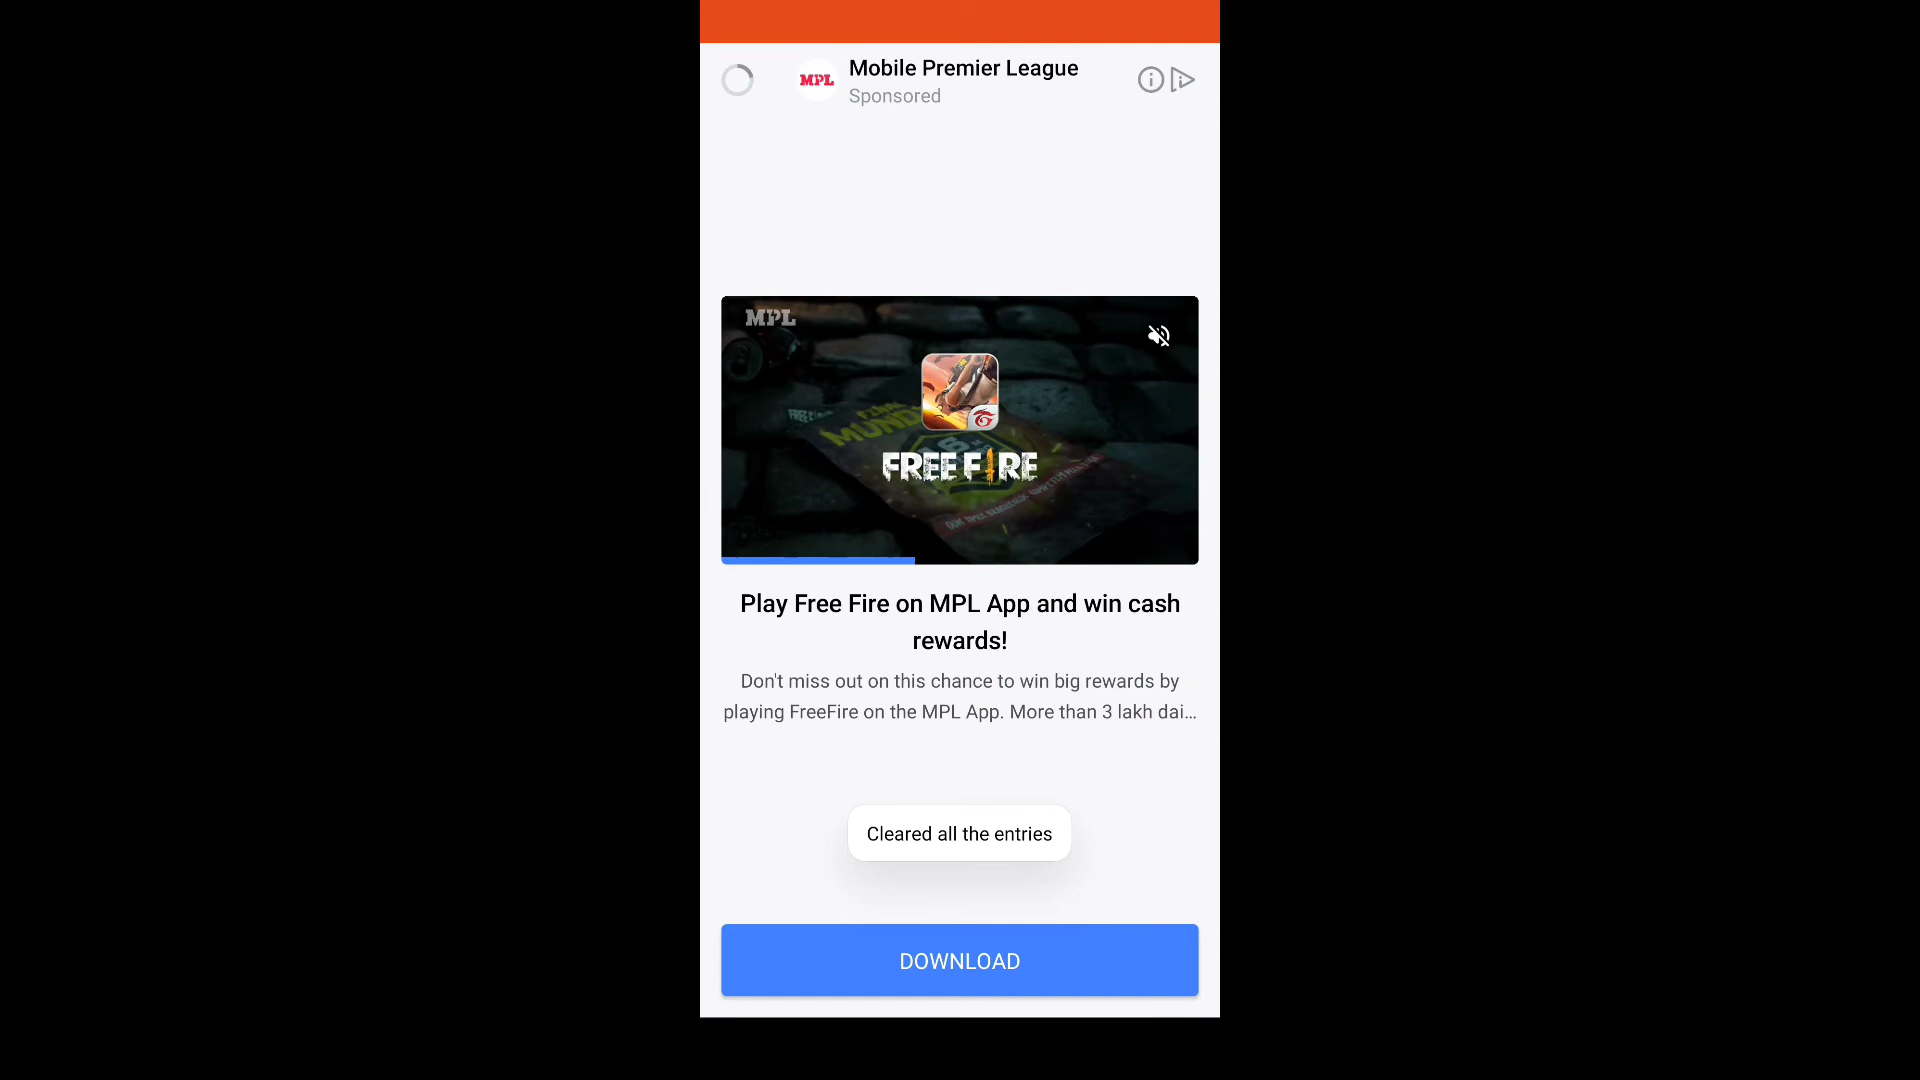 MPL
Mobile Premier League
Sponsored
MPL
FREE FIRE
Play Free Fire on MPL App and win cash
rewards!
Don't miss out on this chance to win big rewards by
playing FreeFire on the MPL App. More than 3 lakh dai...
Cleared all the entries
DOWNLOAD